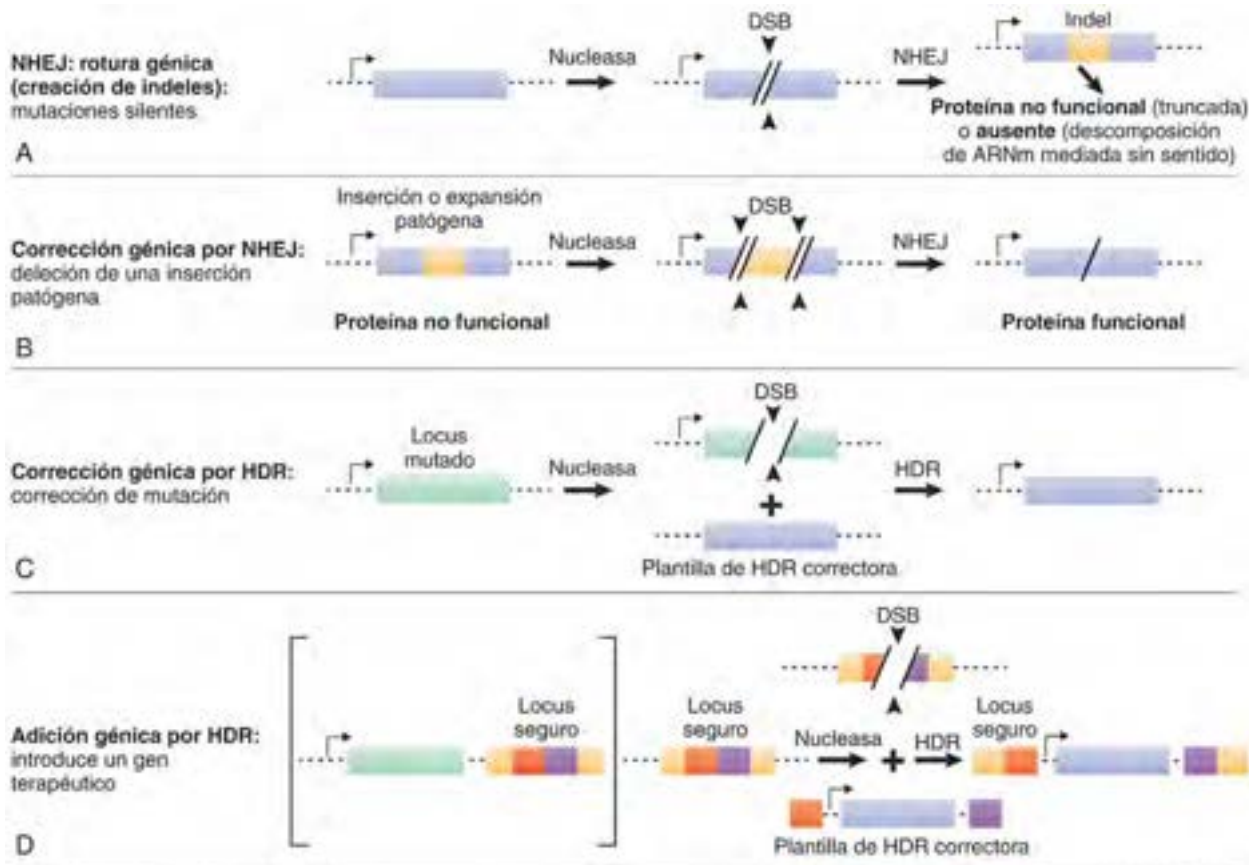 NHEJ: rotura génica
(creación de indeles):
mutaciones silentes
A
Nucleasa
DSB
NHEJ
Indel
Proteína no funcional (truncada)
o ausente (descomposición
de ARNm mediada sin sentido)
Corrección génica por NHEJ:
deleción de una inserción
patógena
B
Inserción o expansión
patógena
Proteína no funcional
Nucleasa
DSB
NHEJ
Proteína funcional
Corrección génica por HDR:
corrección de mutación
C
Locus
mutado
Nucleasa
DSB
+
Plantilla de HDR correctora
HDR
Adición génica por HDR:
introduce un gen
terapéutico
D
Locus
seguro
Locus
seguro
Nucleasa
DSB
+
HDR
Plantilla de HDR correctora
Locus
seguro